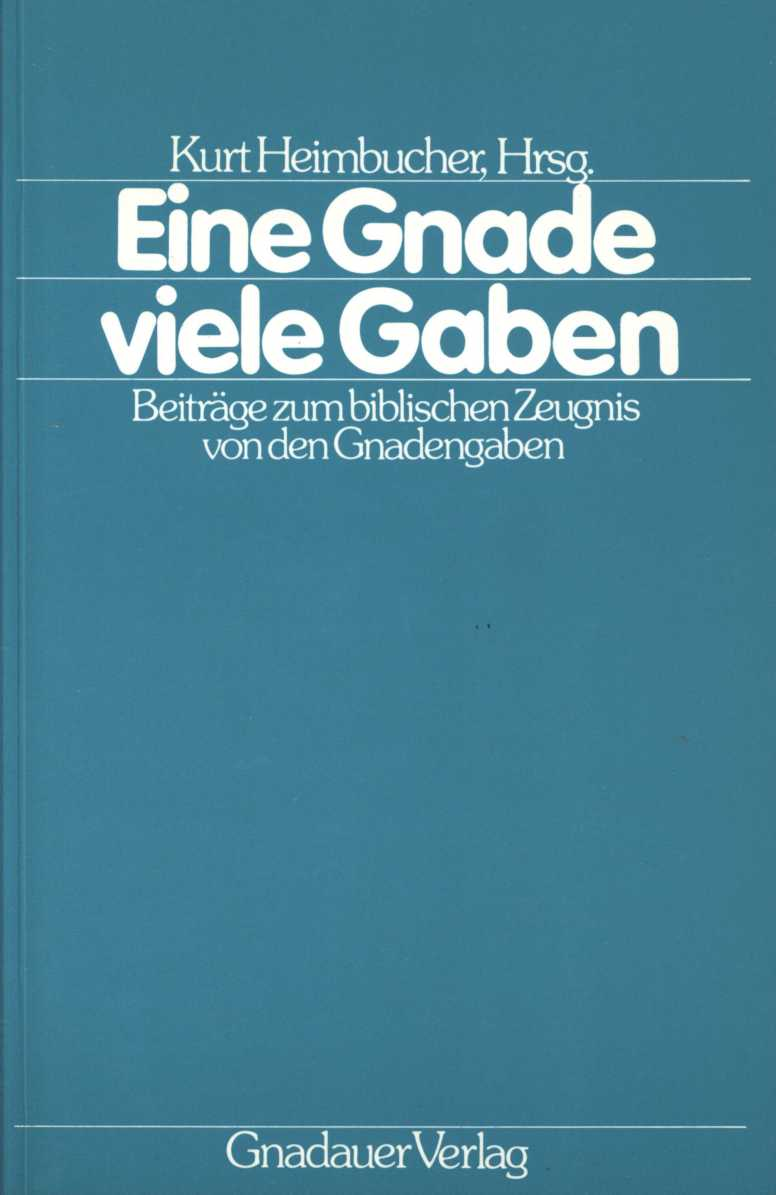 Kurt Heimbucher, Hrsg.
Eine Gnade
viele Gaben
Beiträge zum biblischen Zeugnis
von den Gnadengaben
Gnadauer Verlag